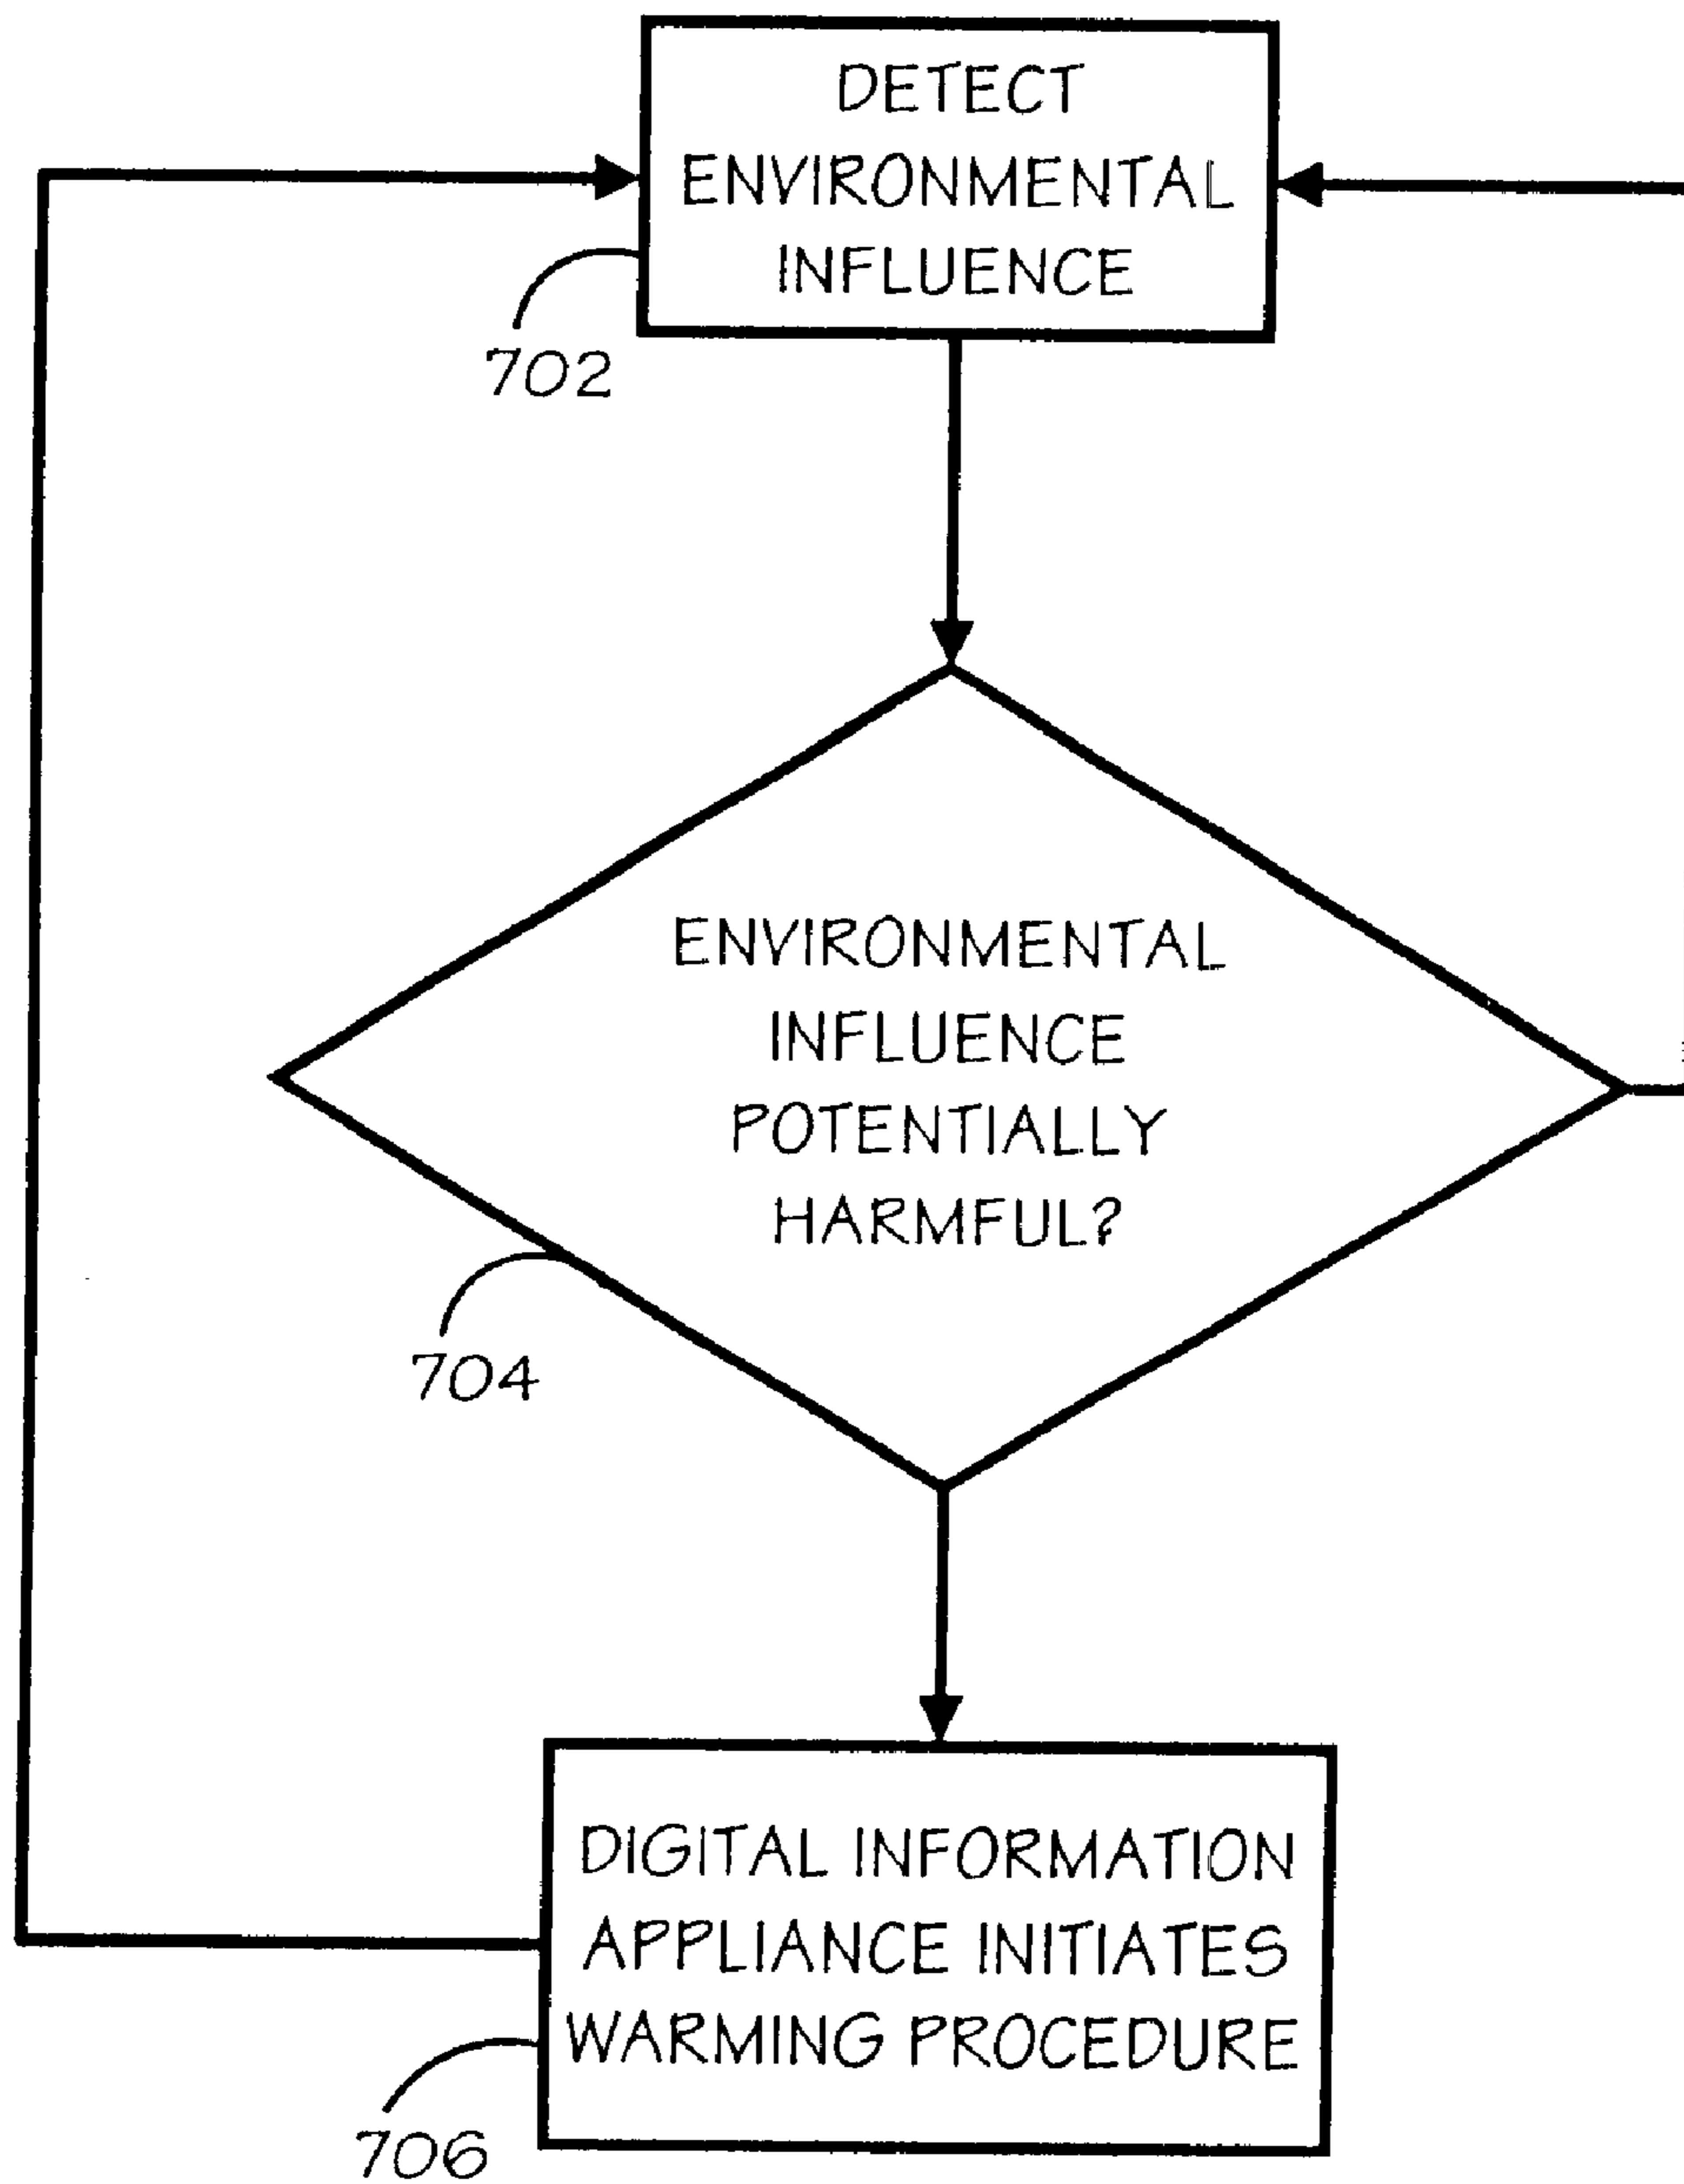 DETECT
ENVIRONMENTAL
INFLUENCE
702
ENVIRONMENTAL
INFLUENCE
POTENTIALLY
HARMFUL?
704
DIGITAL INFORMATION
APPLIANCE INITIATES
WARMING PROCEDURE
706